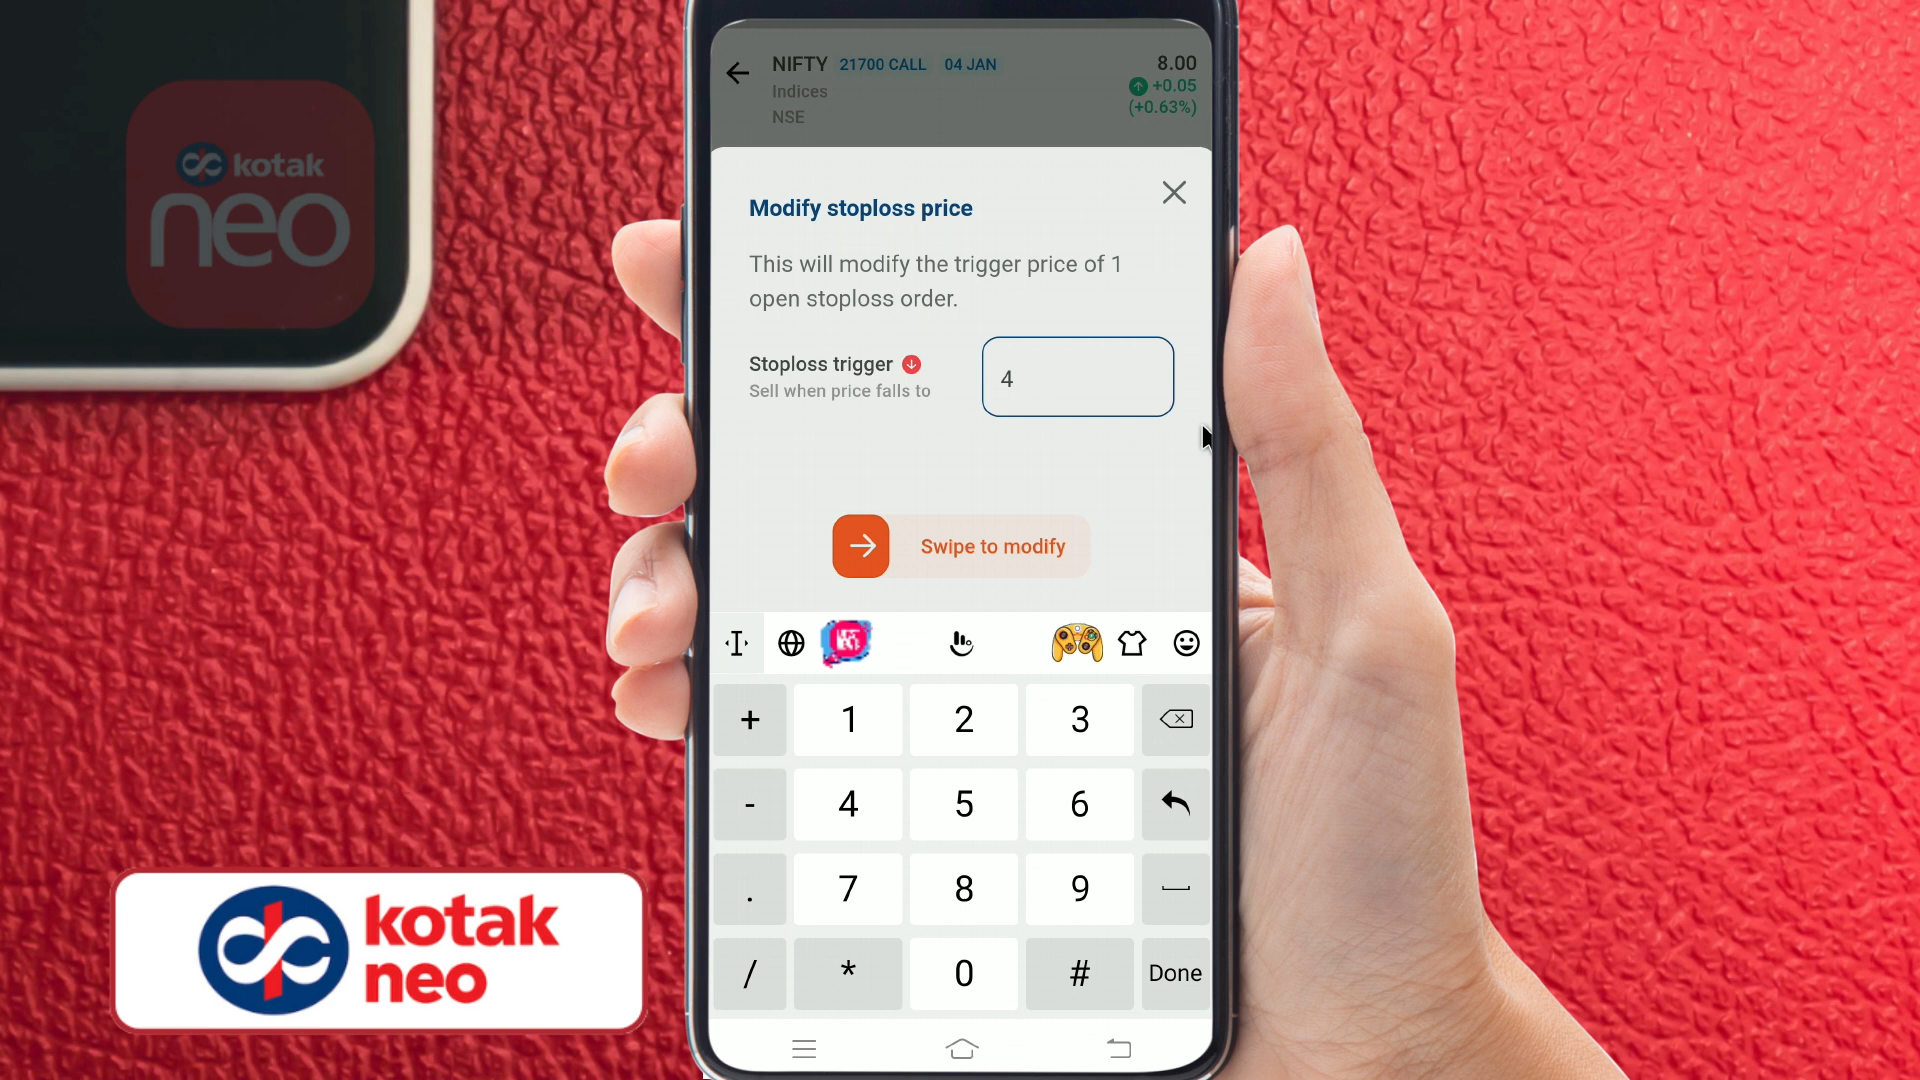 kotak
neo
NIFTY 21700 CALL 04 JAN 8.00
Indices +0.05
NSE (+0.63%)
Modify stoploss price
This will modify the trigger price of 1
open stoploss order.
Stoploss trigger
Sell when price falls to
4
Swipe to modify
+ 1 2 3
- 4 5 6
. 7 8 9
/ * 0 # Done
kotak
neo